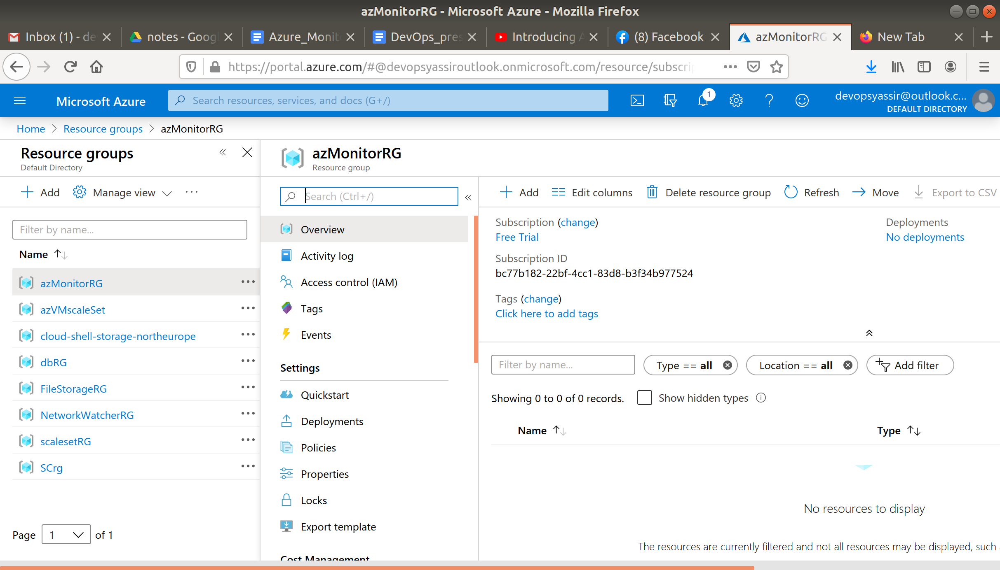 azMonitorRG - Microsoft Azure - Mozilla Firefox
Inbox (1) - de
notes - Goog
Azure_Monit
DevOps_pres
Introducing A
(8) Facebook
azMonitorRG
New Tab
https://portal.azure.com/#@devopsyassiroutlook.onmicrosoft.com/resource/subscri
Microsoft Azure
Search resources, services, and docs (G+/)
1
devopsyassir@outlook.c...
DEFAULT DIRECTORY
Home > Resource groups > azMonitorRG
Resource groups
Default Directory
Add
Manage view
Filter by name...
Name
azMonitorRG
azVMscaleSet
cloud-shell-storage-northeurope
dbRG
FileStorageRG
NetworkWatcherRG
scalesetRG
SCrg
Page 1 of 1
azMonitorRG
Resource group
Search (Ctrl+/)
Overview
Activity log
Access control (IAM)
Tags
Events
Settings
Quickstart
Deployments
Policies
Properties
Locks
Export template
Cost Management
Add
Edit columns
Delete resource group
Refresh
Move
Export to CSV
Subscription (change)
Free Trial
Deployments
No deployments
Subscription ID
bc77b182-22bf-4cc1-83d8-b3f34b977524
Tags (change)
Click here to add tags
Filter by name...
Type == all
Location == all
Add filter
Showing 0 to 0 of 0 records.
Show hidden types
Name
Type
No resources to display
The resources are currently filtered and not all resources may be displayed, such